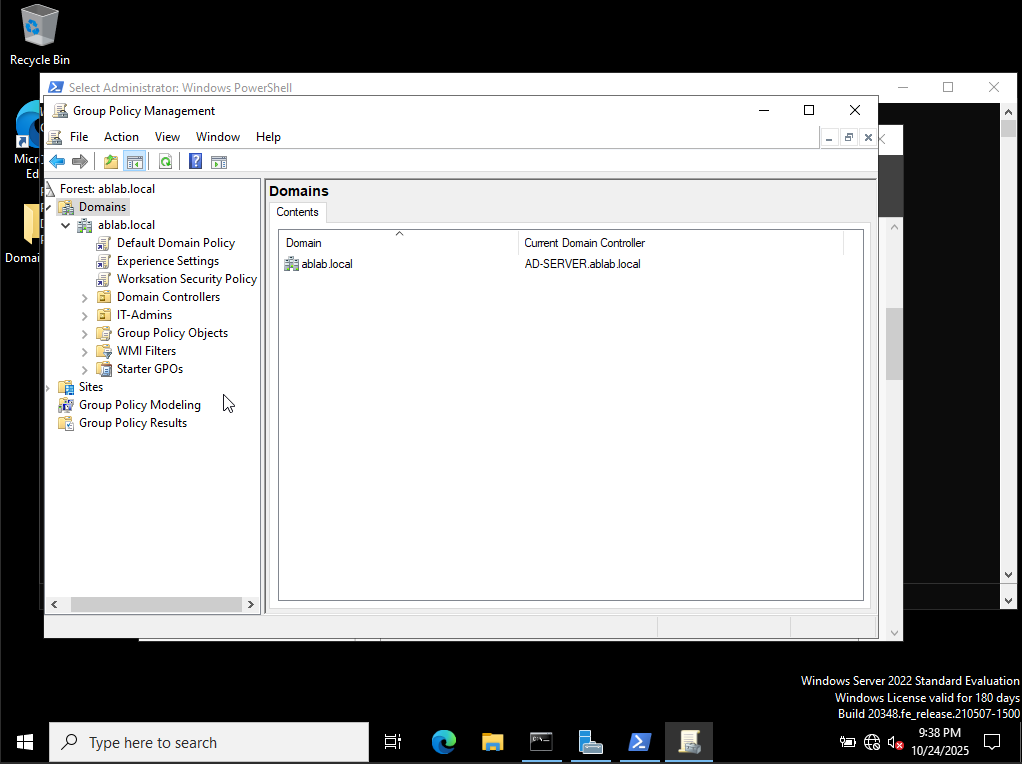 Recycle Bin
Select Administrator: Windows PowerShell
Group Policy Management
File Action View Window Help
Forest: ablab.local
Domains
ablab.local
Default Domain Policy
Experience Settings
Worksation Security Policy
Domain Controllers
IT-Admins
Group Policy Objects
WMI Filters
Starter GPOs
Sites
Group Policy Modeling
Group Policy Results
Domains
Contents
Domain Current Domain Controller
ablab.local AD-SERVER.ablab.local
Windows Server 2022 Standard Evaluation
Windows License valid for 180 days
Build 20348.fe_release.210507-1500
Type here to search
9:38 PM
10/24/2025